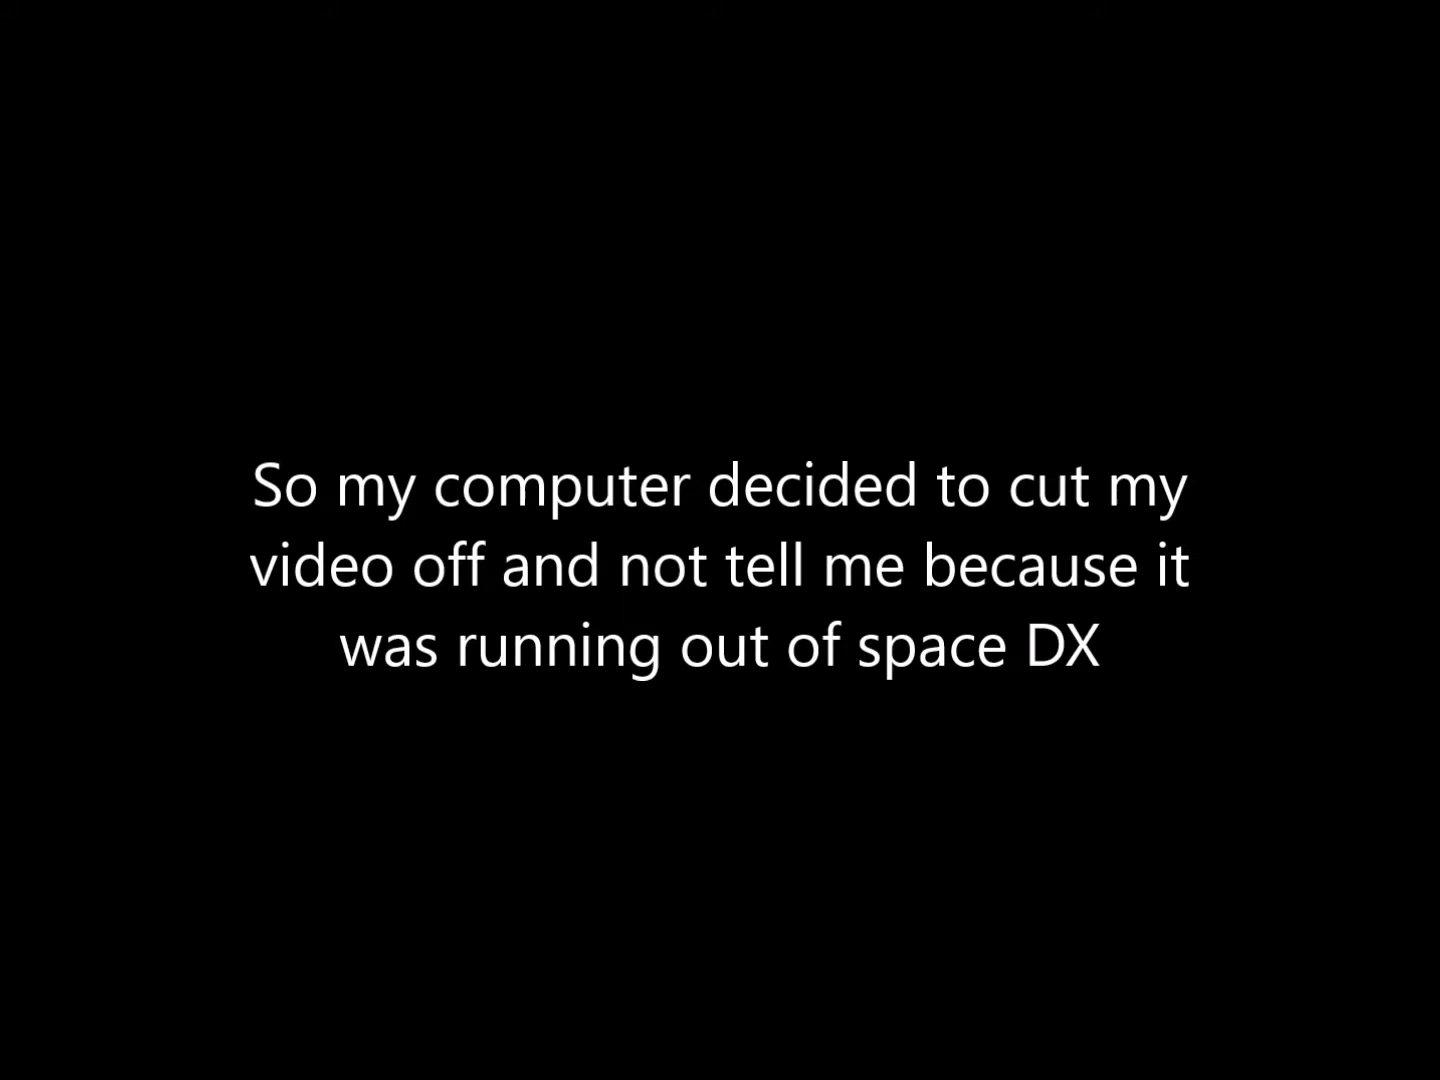 So my computer decided to cut my
video off and not tell me because it
was running out of space DX